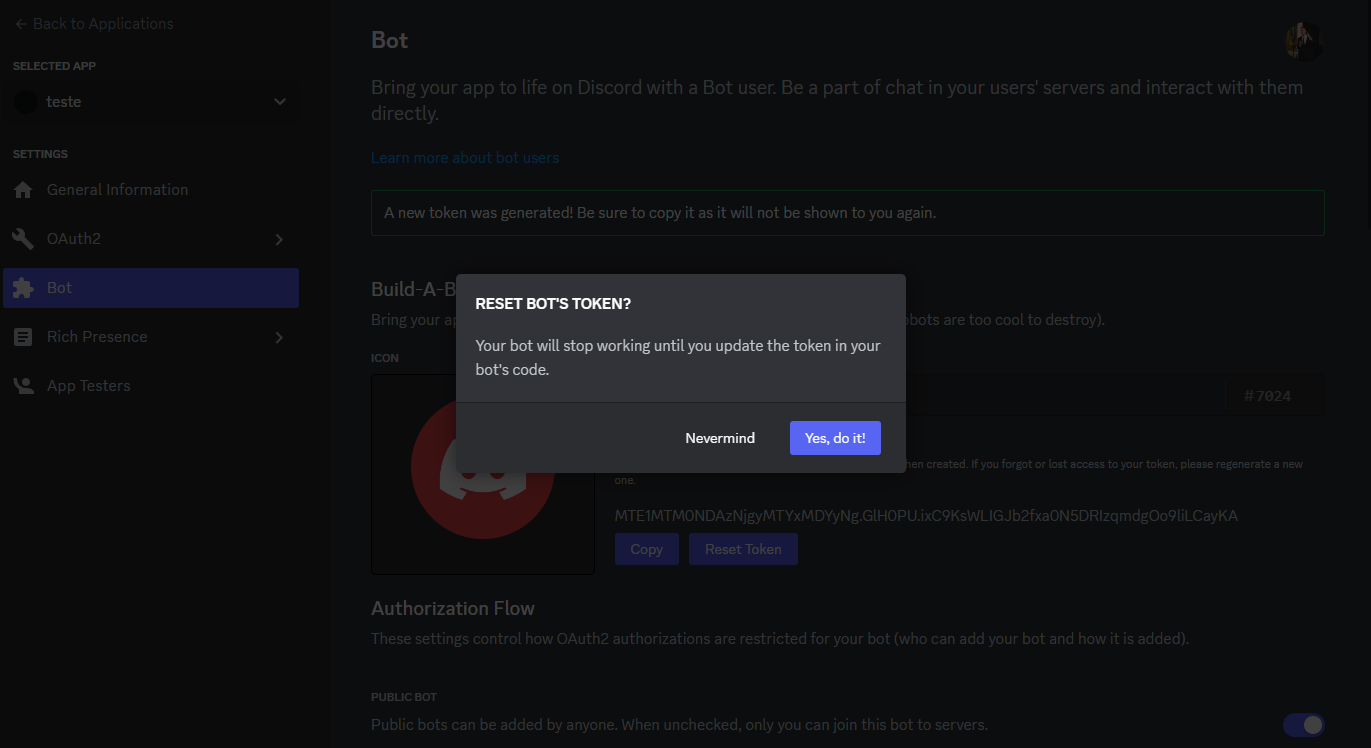 Back to Applications
SELECTED APP
teste
SETTINGS
General Information
OAuth2
Bot
Rich Presence
App Testers
Bot
Bring your app to life on Discord with a Bot user. Be a part of chat in your users' servers and interact with them
directly.
Learn more about bot users
A new token was generated! Be sure to copy it as it will not be shown to you again.
Build-A-B
Bring your ap
obots are too cool to destroy).
ICON
#7024
RESET BOT'S TOKEN?
Your bot will stop working until you update the token in your
bot's code.
Nevermind
Yes, do it!
hen created. If you forgot or lost access to your token, please regenerate a new
one.
Copy
Reset Token
Authorization Flow
These settings control how OAuth2 authorizations are restricted for your bot (who can add your bot and how it is added).
PUBLIC BOT
Public bots can be added by anyone. When unchecked, only you can join this bot to servers.